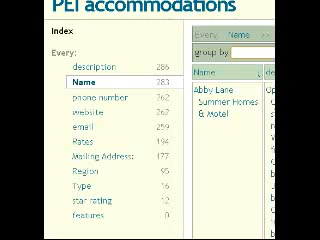 PEI accommodations
Index
Every:
description 286
Name 283
phone number 262
website 262
email 259
Rates 194
Mailing Address: 177
Region 95
Type 16
star rating 12
features 0
Every Name >>
group by
Name de
Abby Lane
Summer Homes
& Motel